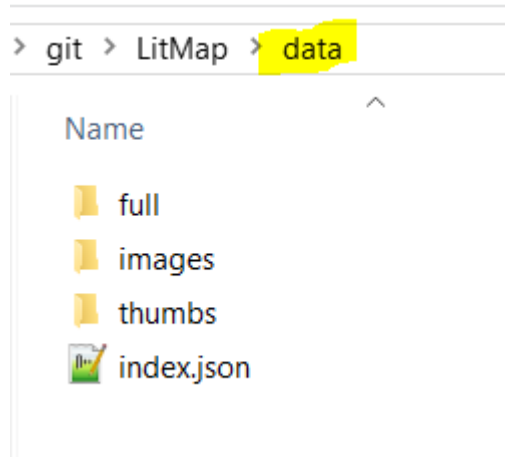 > git > LitMap > data
Name
full
images
thumbs
index.json